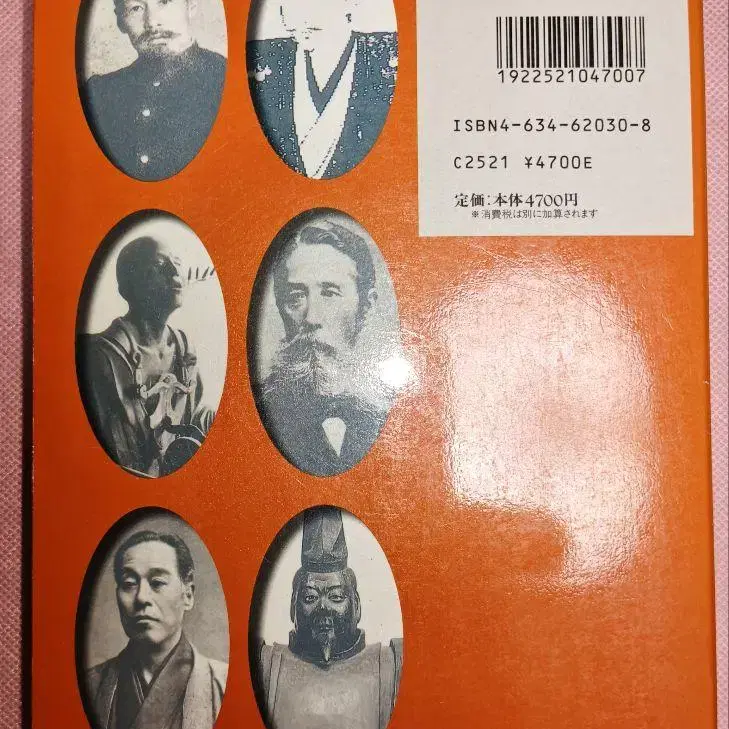 1922521047007
ISBN4-634-62030-8
C2521 ¥4700E
定価:本体4700円
※消費税は別に加算されます